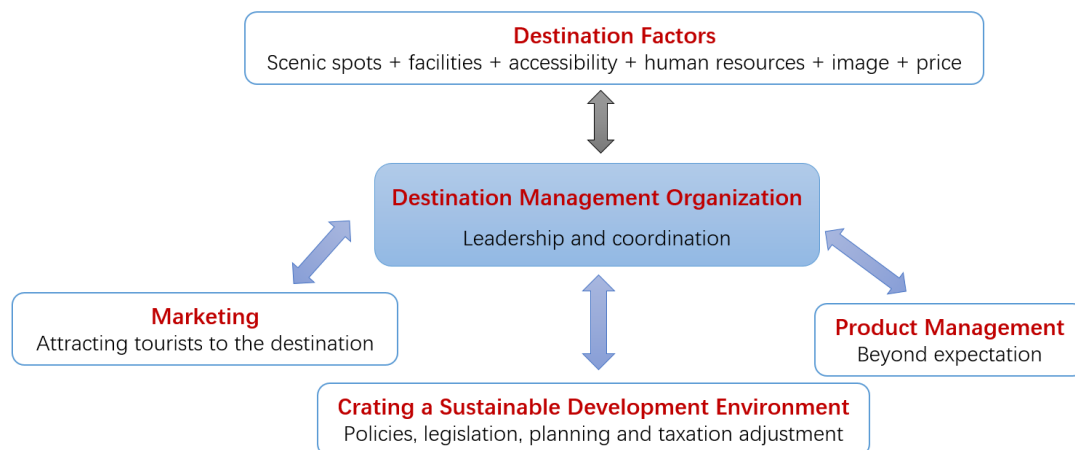 Destination Factors
Scenic spots + facilities + accessibility + human resources + image + price
Destination Management Organization
Leadership and coordination
Marketing
Attracting tourists to the destination
Product Management
Beyond expectation
Crating a Sustainable Development Environment
Policies, legislation, planning and taxation adjustment